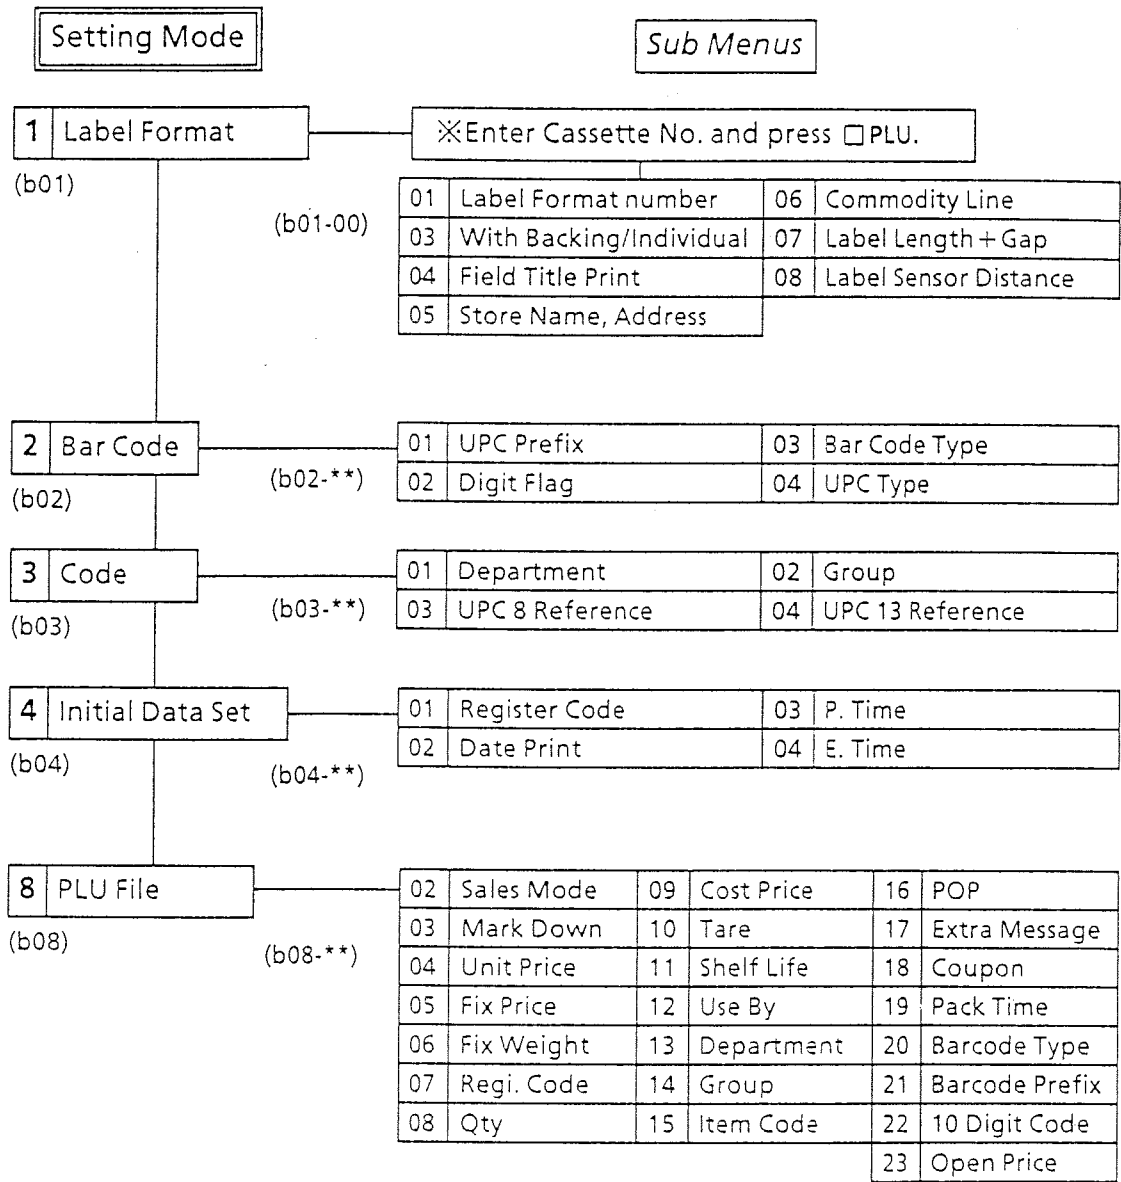 Setting Mode
Sub Menus
1 Label Format
※Enter Cassette No. and press □PLU.
(b01)
(b01-00)
01 Label Format number 06 Commodity Line
03 With Backing/Individual 07 Label Length+Gap
04 Field Title Print 08 Label Sensor Distance
05 Store Name, Address
2 Bar Code
(b02)
(b02-**)
01 UPC Prefix 03 Bar Code Type
02 Digit Flag 04 UPC Type
3 Code
(b03)
(b03-**)
01 Department 02 Group
03 UPC 8 Reference 04 UPC 13 Reference
4 Initial Data Set
(b04)
(b04-**)
01 Register Code 03 P. Time
02 Date Print 04 E. Time
8 PLU File
(b08)
(b08-**)
02 Sales Mode 09 Cost Price 16 POP
03 Mark Down 10 Tare 17 Extra Message
04 Unit Price 11 Shelf Life 18 Coupon
05 Fix Price 12 Use By 19 Pack Time
06 Fix Weight 13 Department 20 Barcode Type
07 Regi. Code 14 Group 21 Barcode Prefix
08 Qty 15 Item Code 22 10 Digit Code
23 Open Price